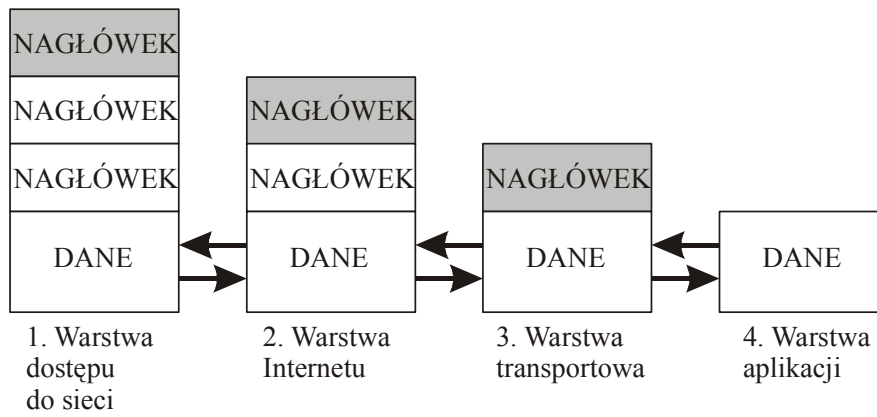 NAGŁÓWEK
NAGŁÓWEK
NAGŁÓWEK
DANE
1. Warstwa
dostępu
do sieci
NAGŁÓWEK
NAGŁÓWEK
DANE
2. Warstwa
Internetu
NAGŁÓWEK
DANE
3. Warstwa
transportowa
DANE
4. Warstwa
aplikacji